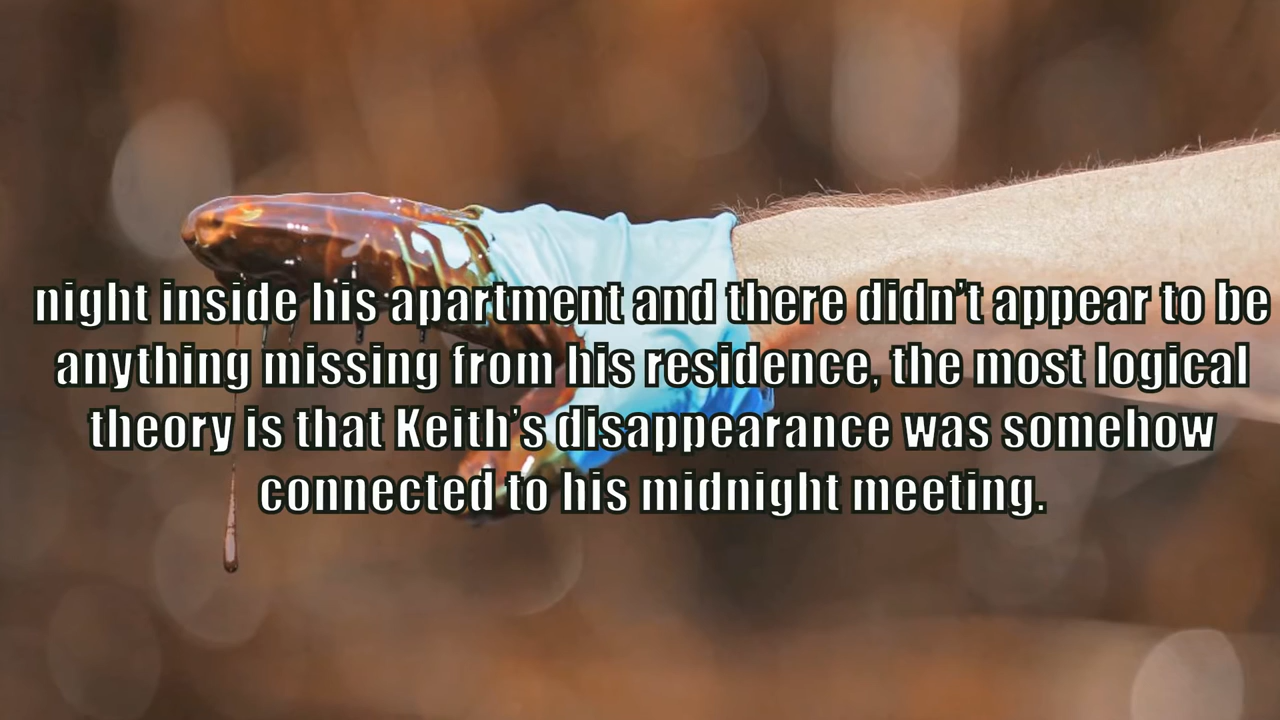 night inside his apartment and there didn’t appear to be
anything missing from his residence, the most logical
theory is that Keith’s disappearance was somehow
connected to his midnight meeting.